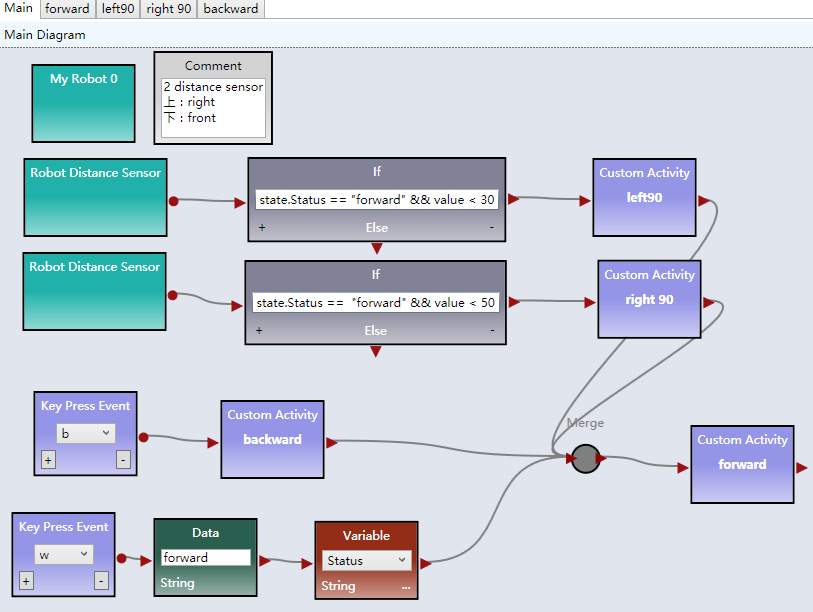 Main forward left90 right 90 backward
Main Diagram
My Robot 0
Comment
2 distance sensor
上：right
下：front
Robot Distance Sensor
If
state.Status == "forward" && value < 30
+ Else -
Custom Activity
left90
Robot Distance Sensor
If
state.Status ==  "forward" && value < 50
+ Else -
Custom Activity
right 90
Key Press Event
b
+ -
Custom Activity
backward
Merge
Custom Activity
forward
Key Press Event
w
+ -
Data
forward
String
Variable
Status
String ...